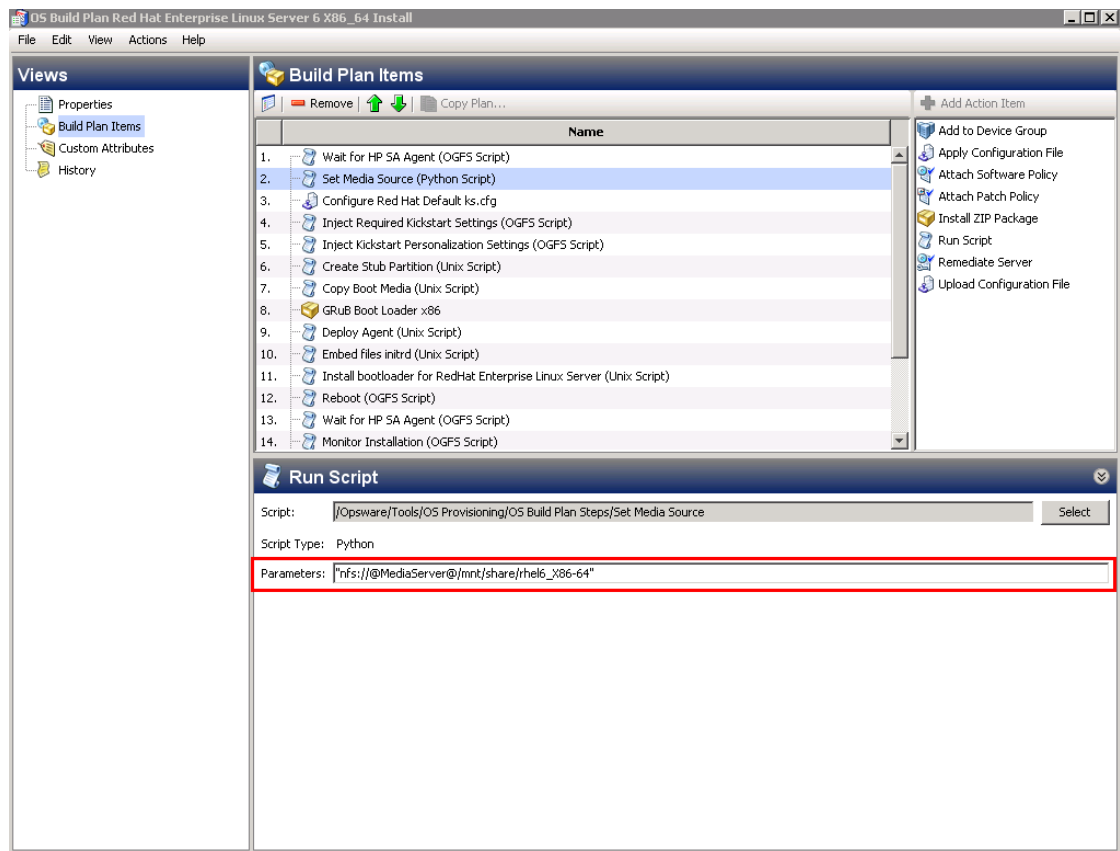 OS Build Plan Red Hat Enterprise Linux Server 6 X86_64 Install
File Edit View Actions Help
Views
Properties
Build Plan Items
Custom Attributes
History
Build Plan Items
Remove Copy Plan...
Name
1. Wait for HP SA Agent (OGFS Script)
2. Set Media Source (Python Script)
3. Configure Red Hat Default ks.cfg
4. Inject Required Kickstart Settings (OGFS Script)
5. Inject Kickstart Personalization Settings (OGFS Script)
6. Create Stub Partition (Unix Script)
7. Copy Boot Media (Unix Script)
8. GRuB Boot Loader x86
9. Deploy Agent (Unix Script)
10. Embed files initrd (Unix Script)
11. Install bootloader for RedHat Enterprise Linux Server (Unix Script)
12. Reboot (OGFS Script)
13. Wait for HP SA Agent (OGFS Script)
14. Monitor Installation (OGFS Script)
Add Action Item
Add to Device Group
Apply Configuration File
Attach Software Policy
Attach Patch Policy
Install ZIP Package
Run Script
Remediate Server
Upload Configuration File
Run Script
Script: /Opsware/Tools/OS Provisioning/OS Build Plan Steps/Set Media Source Select
Script Type: Python
Parameters: "nfs://@MediaServer@/mnt/share/rhel6_X86-64"